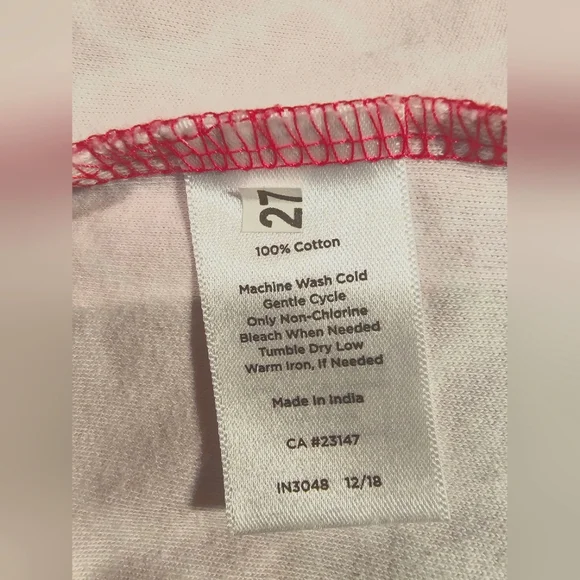 27
100% Cotton
Machine Wash Cold
Gentle Cycle
Only Non-Chlorine
Bleach When Needed
Tumble Dry Low
Warm Iron, If Needed
Made in India
CA #23147
IN3048 12/18